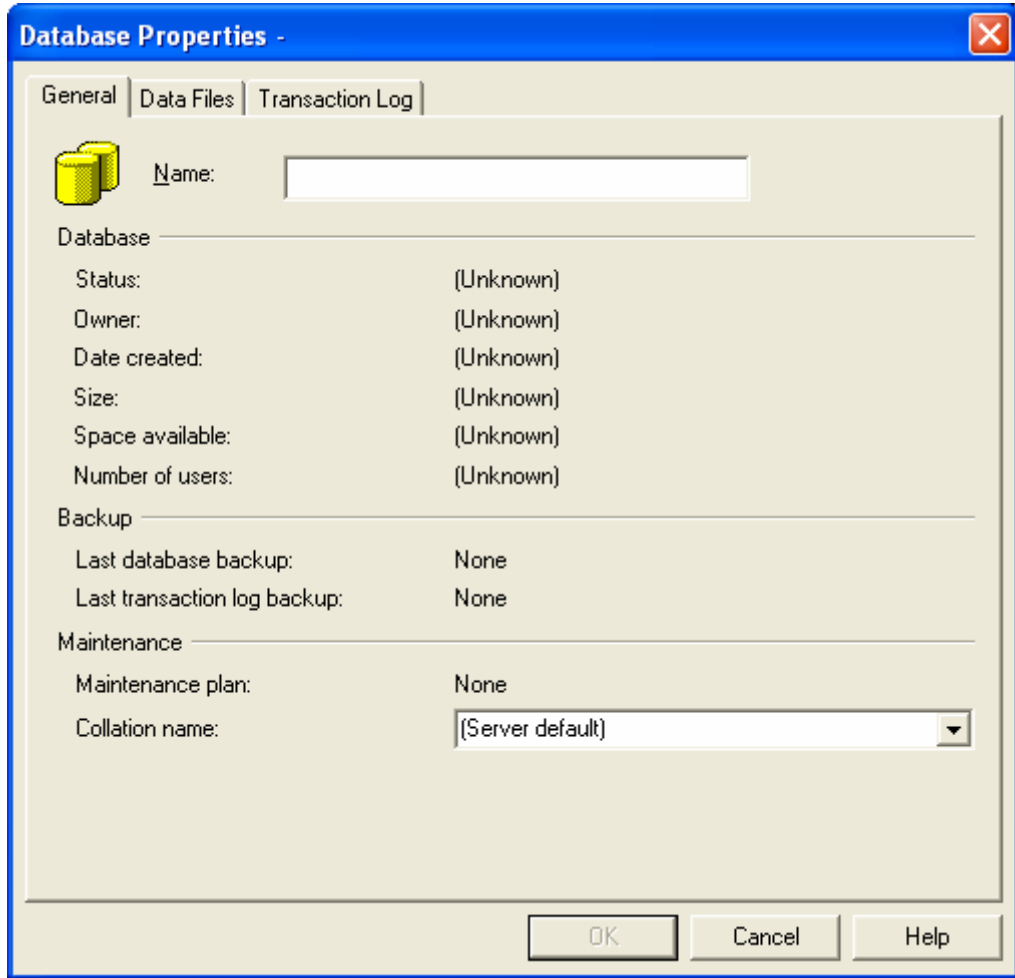 Database Properties -
General Data Files Transaction Log
Name:
Database
Status: (Unknown)
Owner: (Unknown)
Date created: (Unknown)
Size: (Unknown)
Space available: (Unknown)
Number of users: (Unknown)
Backup
Last database backup: None
Last transaction log backup: None
Maintenance
Maintenance plan: None
Collation name: (Server default)
OK Cancel Help